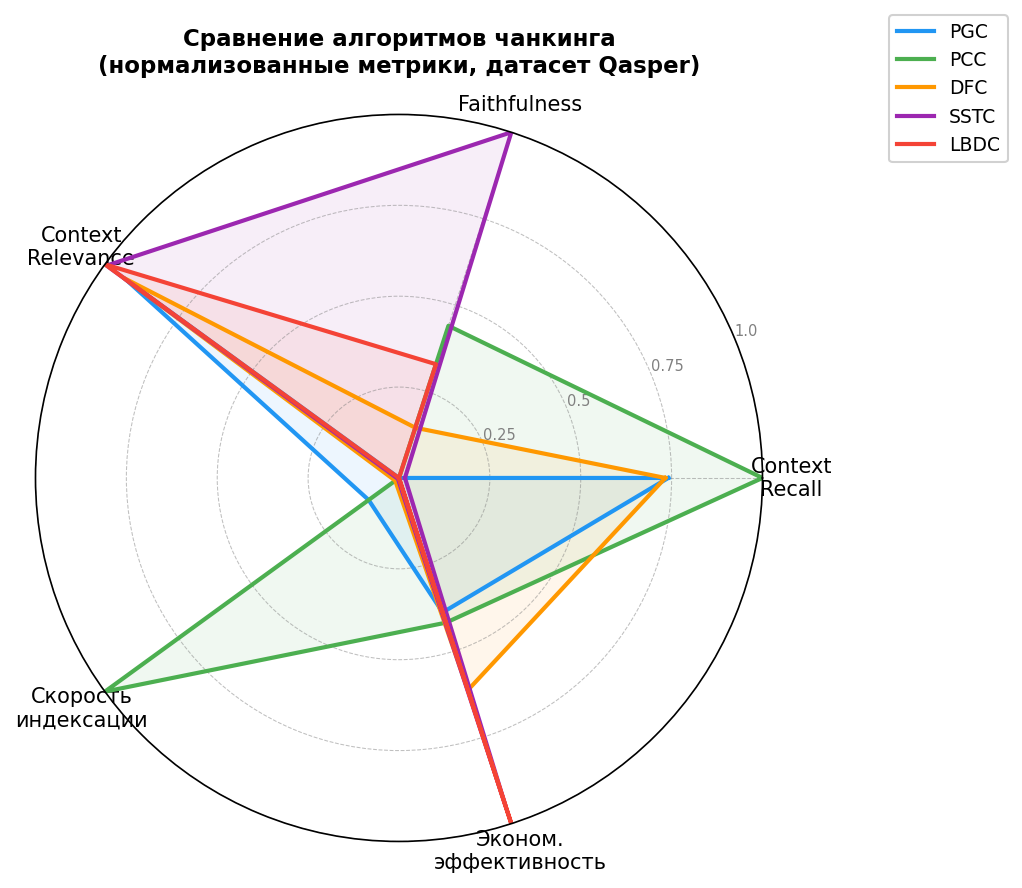 Сравнение алгоритмов чанкинга
(нормализованные метрики, датасет Qasper)
PGC
PCC
DFC
SSTC
LBDC
Faithfulness
Context
Relevance
1.0
0.75
0.5
0.25
Context
Recall
Скорость
индексации
Эконом.
эффективность